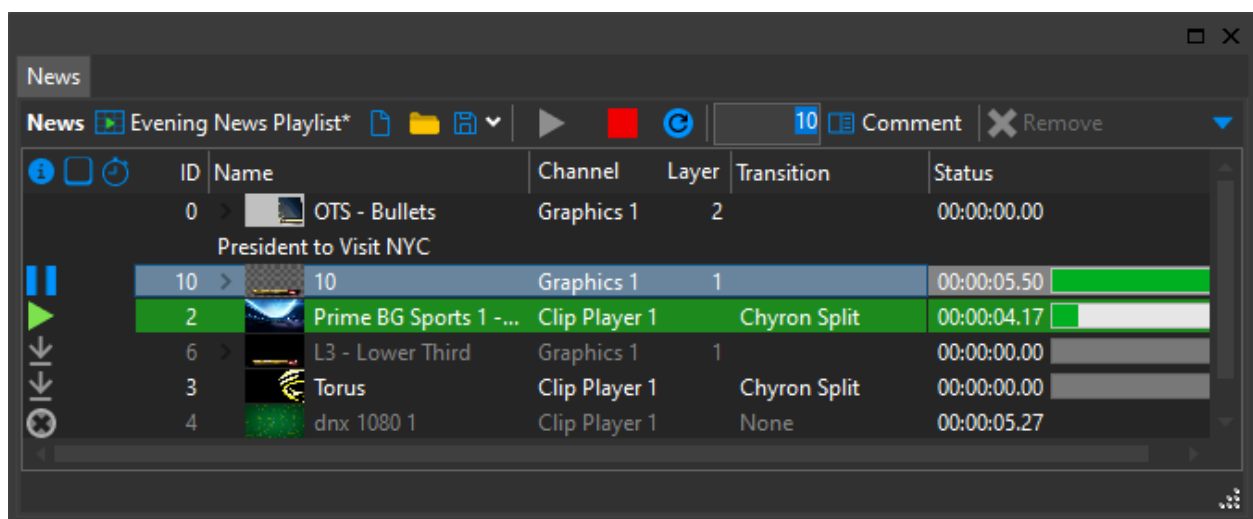 News
News Evening News Playlist* 10 Comment Remove
ID Name Channel Layer Transition Status
0 OTS - Bullets Graphics 1 2 00:00:00.00
President to Visit NYC
10 10 Graphics 1 1 00:00:05.50
2 Prime BG Sports 1 -... Clip Player 1 Chyron Split 00:00:04.17
6 L3 - Lower Third Graphics 1 1 00:00:00.00
3 Torus Clip Player 1 Chyron Split 00:00:00.00
4 dnx 1080 1 Clip Player 1 None 00:00:05.27